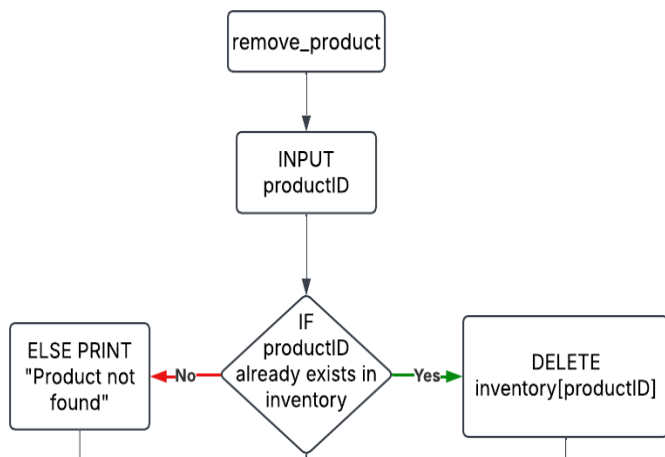 remove_product
INPUT
productID
IF
productID
already exists in
inventory
No
Yes
ELSE PRINT
"Product not
found"
DELETE
inventory[productID]